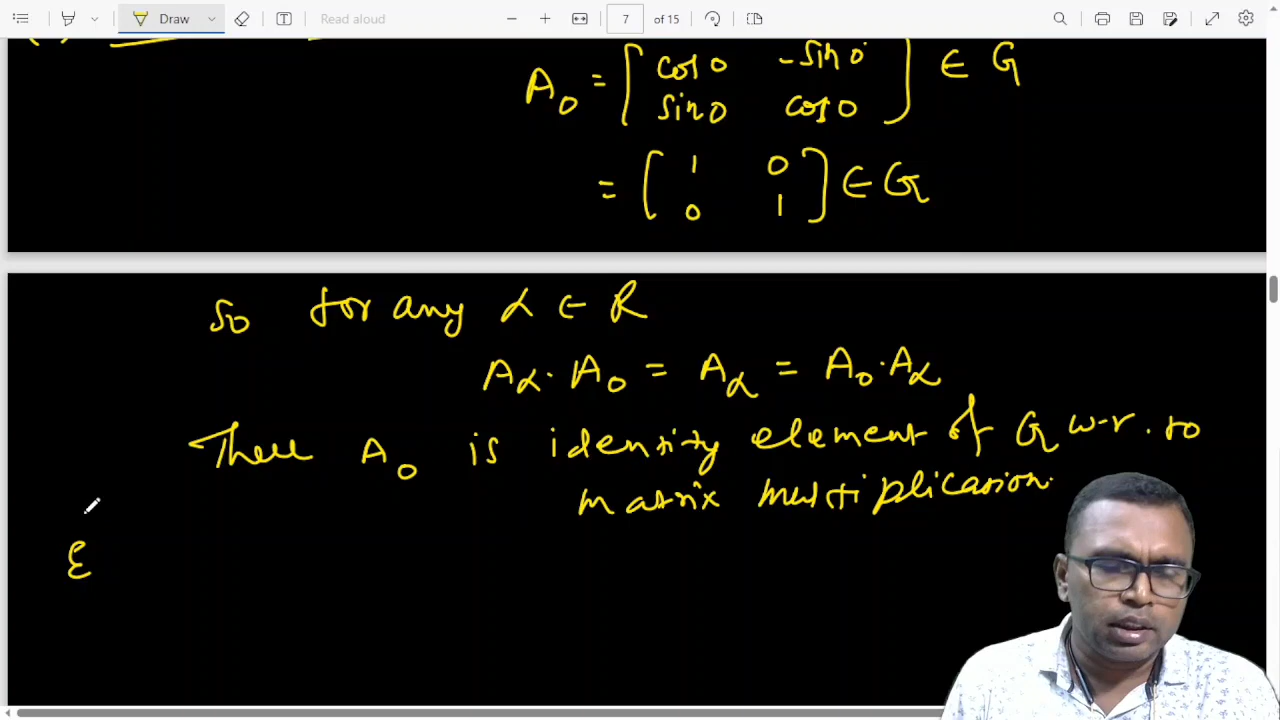 Draw
Read aloud
7
of 15
A₀ = [cos 0 -sin 0
sin 0 cos 0] ∈ G
= [1 0
0 1] ∈ G
So for any α ∈ R
Aα · A₀ = Aα = A₀ · Aα
There A₀ is identity element of G w.r. to
matrix multiplication.
E